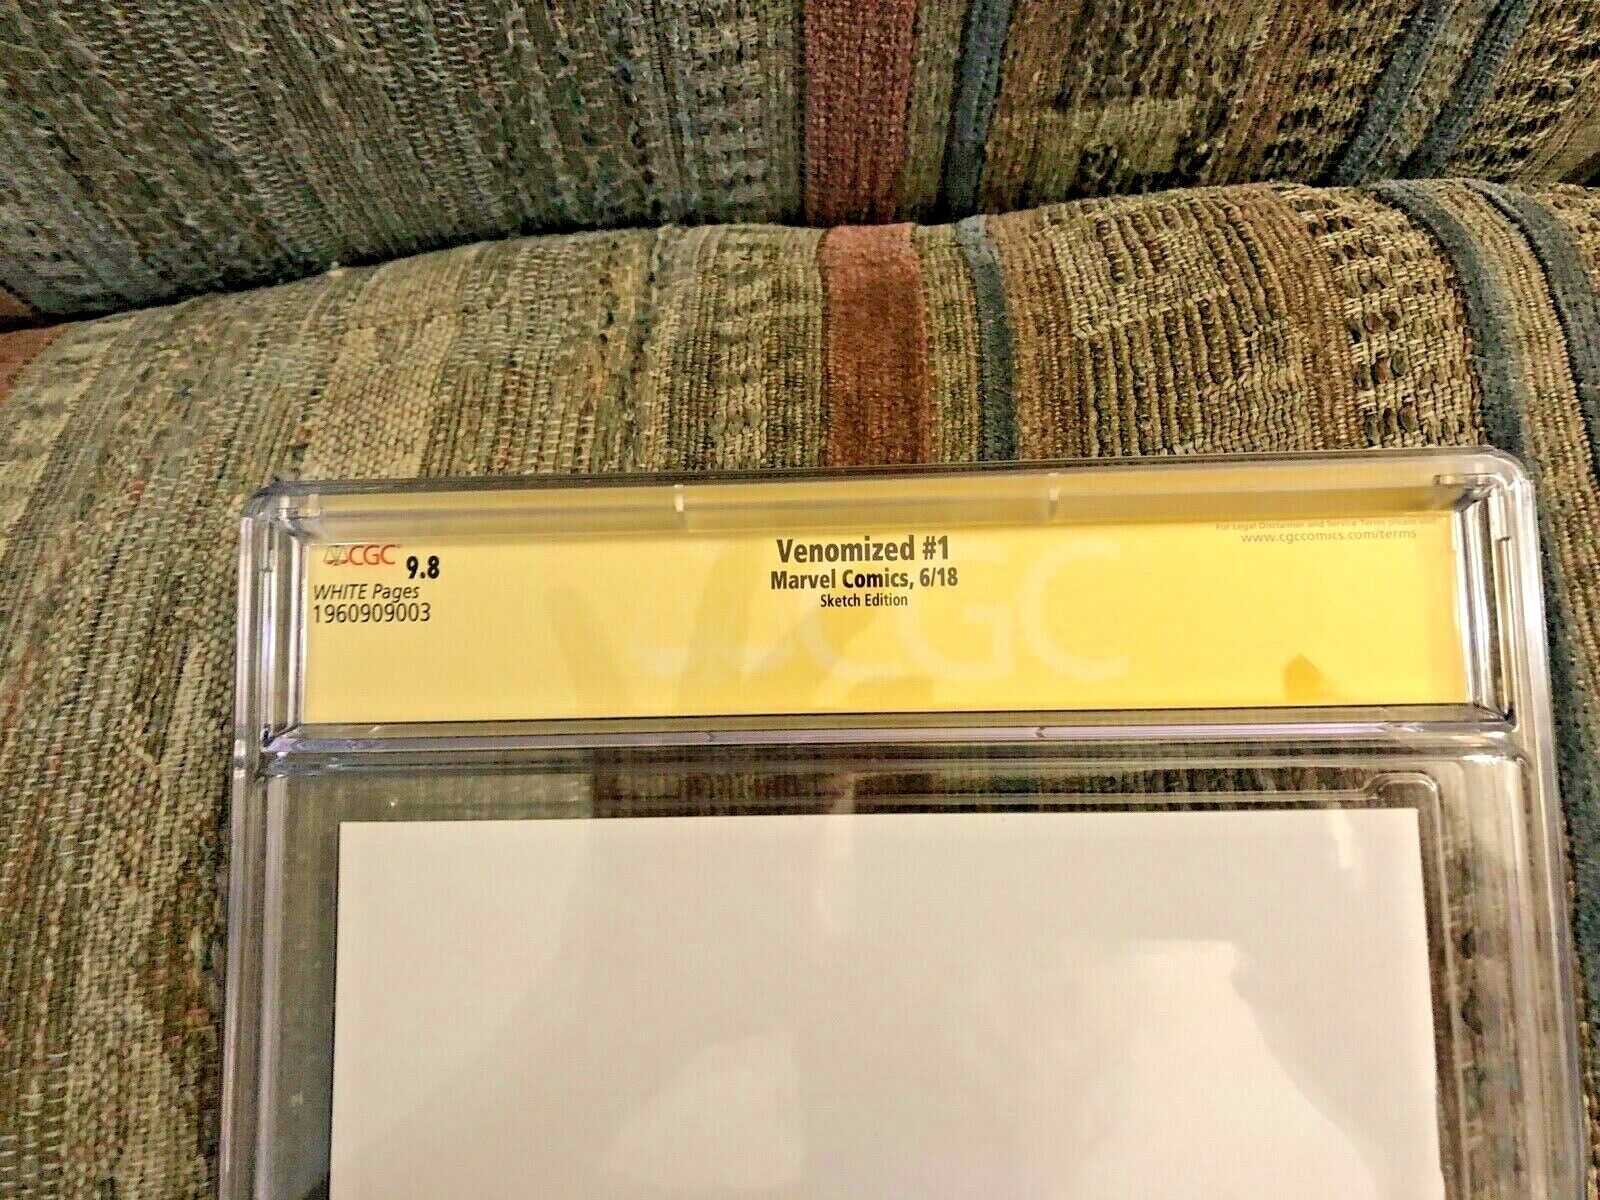 CGC 9.8
WHITE Pages
1960909003
Venomized #1
Marvel Comics, 6/18
Sketch Edition
For Legal Disclaimer and Service Terms please visit
www.cgccomics.com/terms
CGC